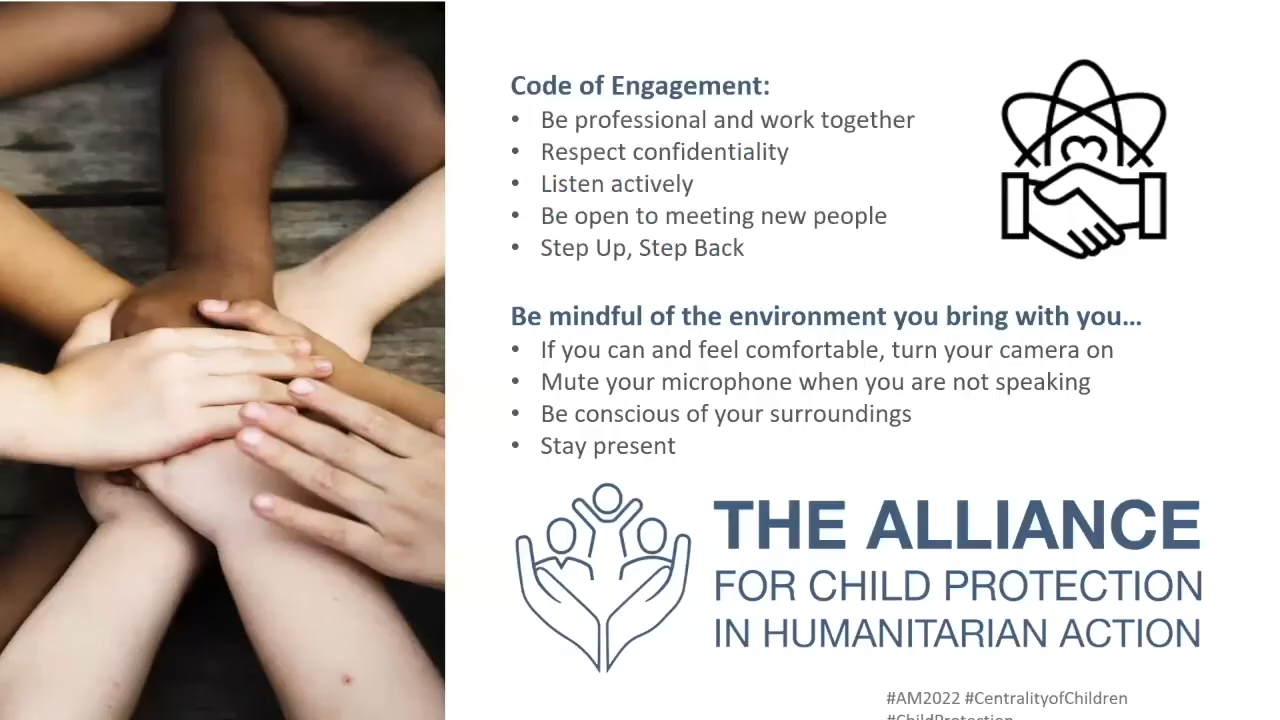 Code of Engagement:
• Be professional and work together
• Respect confidentiality
• Listen actively
• Be open to meeting new people
• Step Up, Step Back
Be mindful of the environment you bring with you…
• If you can and feel comfortable, turn your camera on
• Mute your microphone when you are not speaking
• Be conscious of your surroundings
• Stay present
THE ALLIANCE
FOR CHILD PROTECTION
IN HUMANITARIAN ACTION
#AM2022 #CentralityofChildren
#ChildProtection